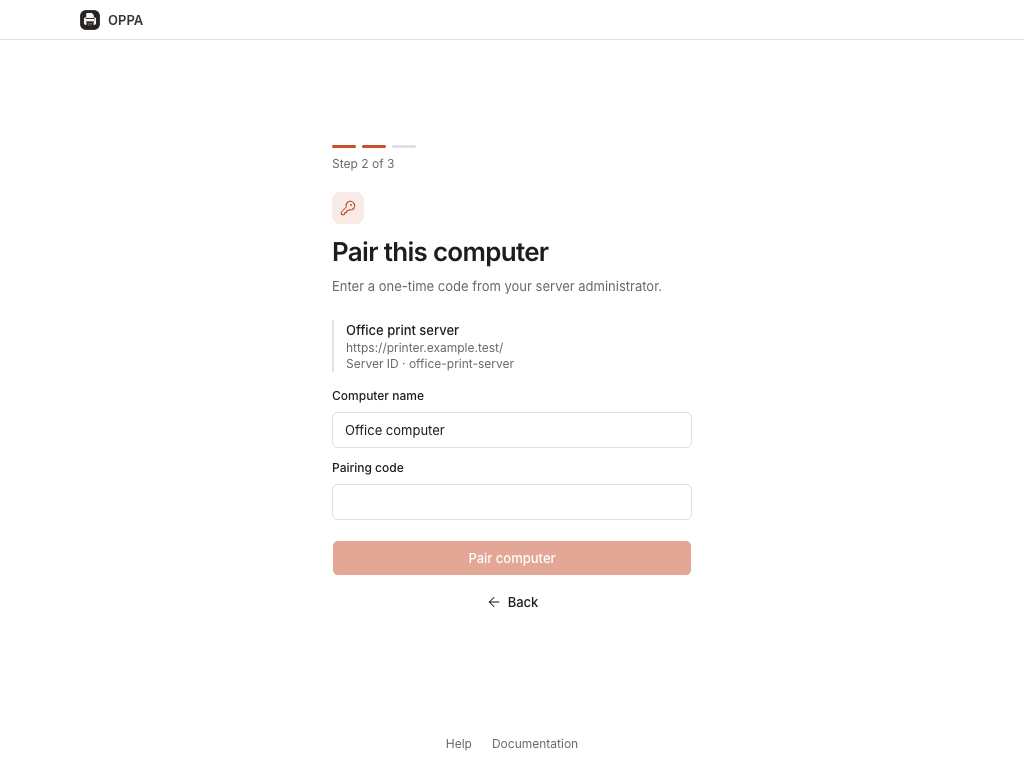 OPPA
Step 2 of 3
Pair this computer
Enter a one-time code from your server administrator.
Office print server
https://printer.example.test/
Server ID · office-print-server
Computer name
Office computer
Pairing code
Pair computer
Back
Help
Documentation